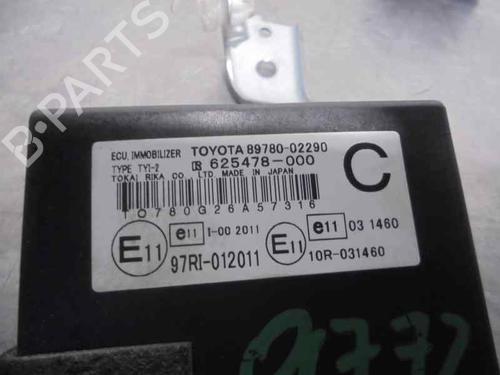 B-PARTS
ECU, IMMOBILIZER TOYOTA 89780-02290
TYPE TY1-2 625478-000
TOKAI RIKA CO., LTD. MADE IN JAPAN
C
T0780G26A57316
E11 e11 1-00 2011 E11 e11 03 1460
97RI-012011 10R-031460